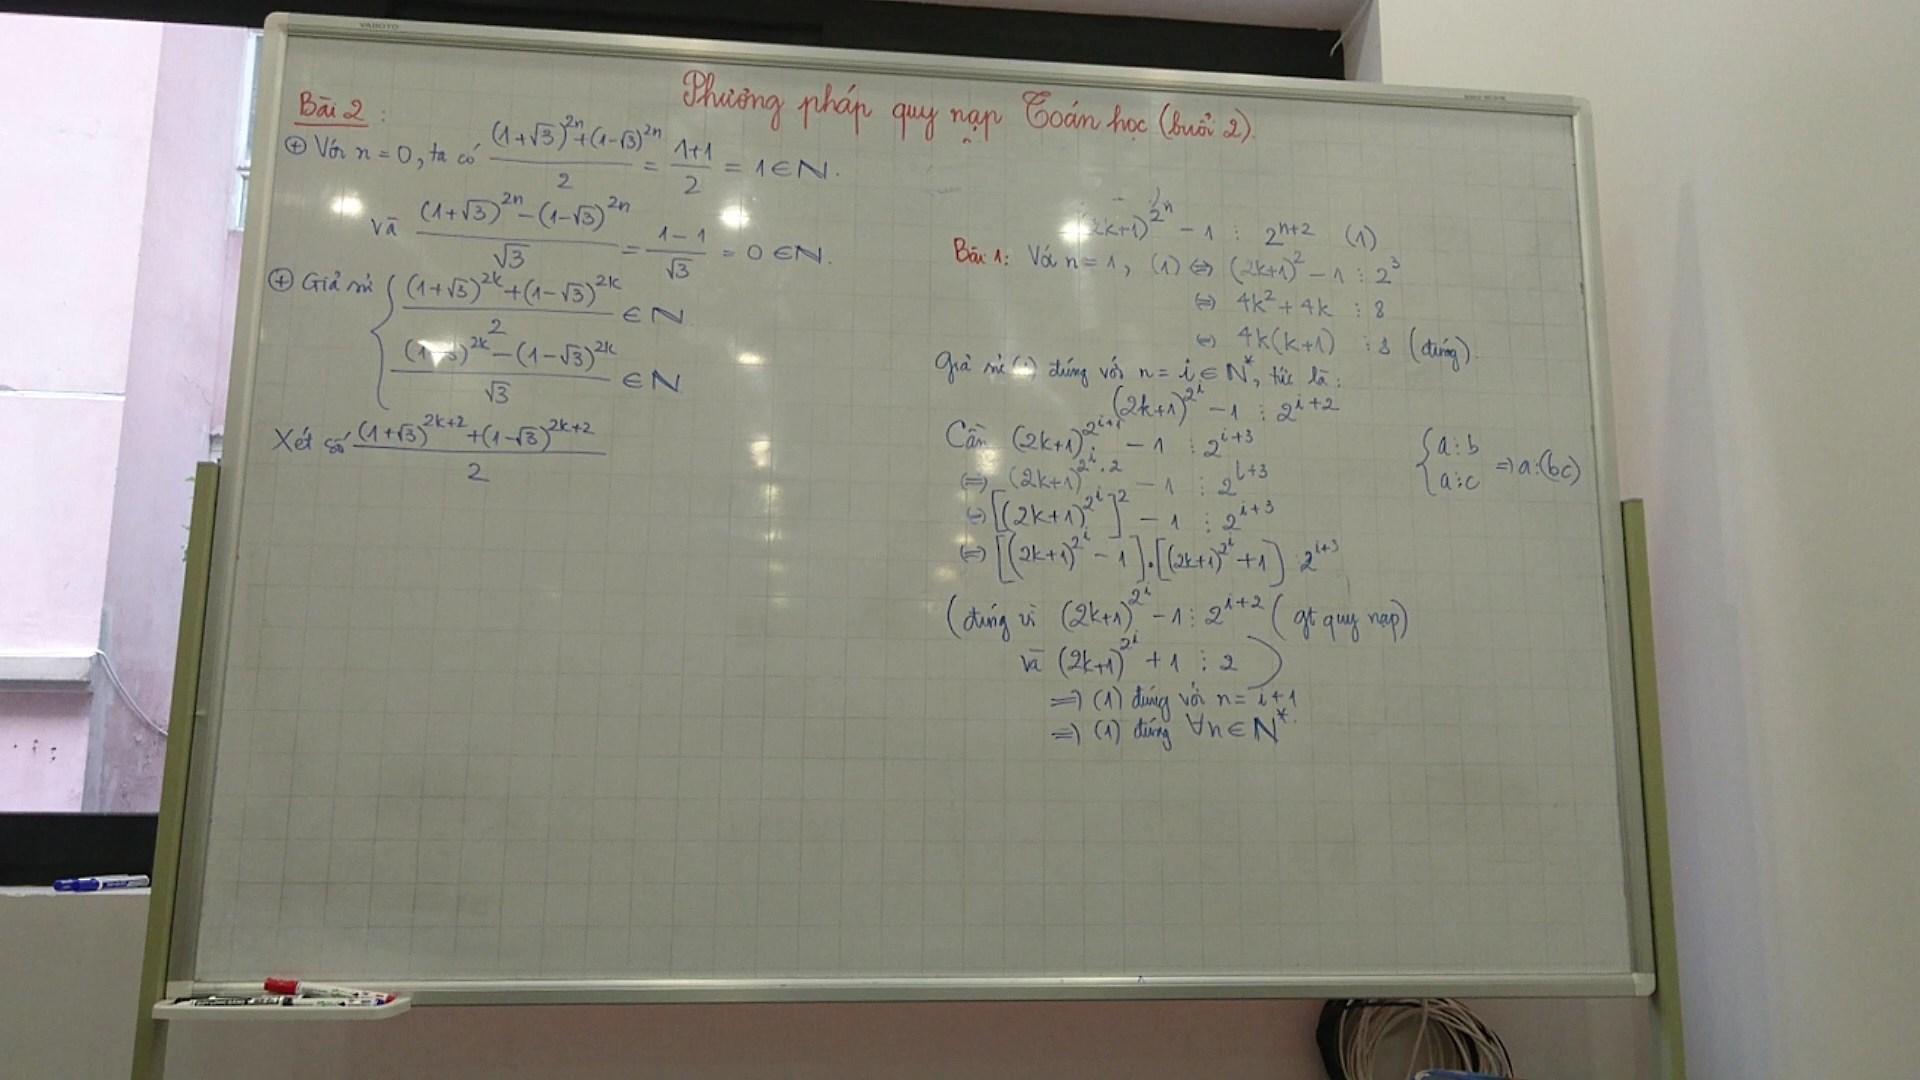 Phương pháp quy nạp Toán học (buổi 2).
Bài 2 :
⊕ Với n = 0, ta có ((1+√3)^{2n} + (1-√3)^{2n})/2 = (1+1)/2 = 1 ∈ N.
và ((1+√3)^{2n} - (1-√3)^{2n})/√3 = (1-1)/√3 = 0 ∈ N.
⊕ Giả sử { ((1+√3)^{2k} + (1-√3)^{2k})/2 ∈ N
((1 )^{2k} - (1-√3)^{2k})/√3 ∈ N
Xét số ((1+√3)^{2k+2} + (1-√3)^{2k+2})/2
2k+1)^{2^n} - 1 ⋮ 2^{n+2} (1)
Bài 1: Với n = 1, (1) ⇔ (2k+1)^2 - 1 ⋮ 2^3
⇔ 4k^2 + 4k ⋮ 8
⇔ 4k(k+1) ⋮ 8 (đúng).
Giả sử (1) đúng với n = i ∈ N*, tức là:
(2k+1)^{2^i} - 1 ⋮ 2^{i+2}
Cần (2k+1)^{2^{i+1}} - 1 ⋮ 2^{i+3}
⇔ (2k+1)^{2^i.2} - 1 ⋮ 2^{i+3}
⇔ [(2k+1)^{2^i}]^2 - 1 ⋮ 2^{i+3}
⇔ [(2k+1)^{2^i} - 1].[(2k+1)^{2^i} + 1] ⋮ 2^{i+3}
(đúng vì (2k+1)^{2^i} - 1 ⋮ 2^{i+2} (gt quy nạp)
và (2k+1)^{2^i} + 1 ⋮ 2 )
⇒ (1) đúng với n = i+1
⇒ (1) đúng ∀n ∈ N*.
{ a ⋮ b
a ⋮ c ⇒ a ⋮ (bc)